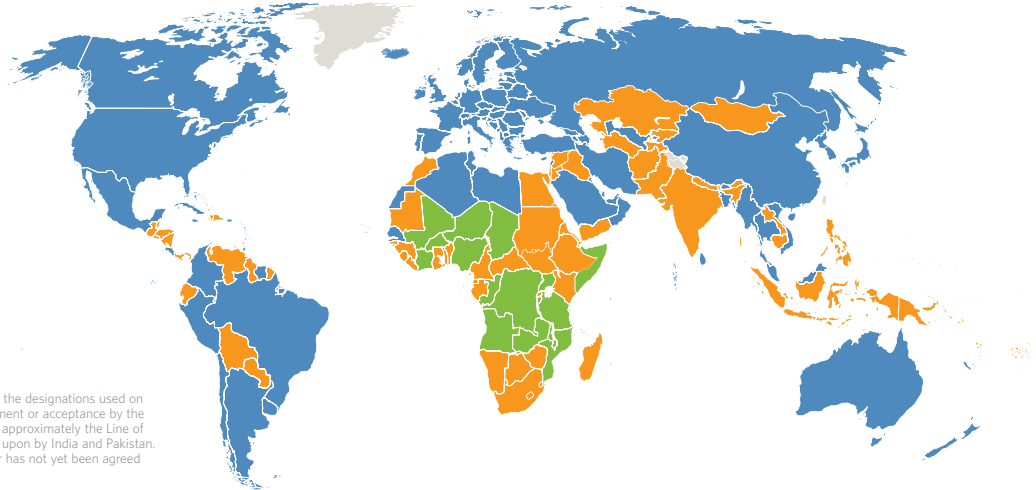 the designations used on
ment or acceptance by the
approximately the Line of
upon by India and Pakistan.
r has not yet been agreed